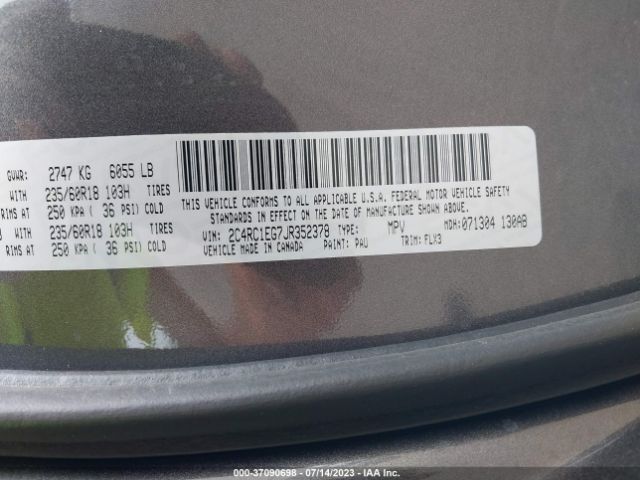 GVWR: 2747 KG 6055 LB
WITH 235/60R18 103H TIRES
RIMS AT 250 KPA ( 36 PSI) COLD
WITH 235/60R18 103H TIRES
RIMS AT 250 KPA ( 36 PSI) COLD
THIS VEHICLE CONFORMS TO ALL APPLICABLE U.S.A. FEDERAL MOTOR VEHICLE SAFETY
STANDARDS IN EFFECT ON THE DATE OF MANUFACTURE SHOWN ABOVE.
VIN: 2C4RC1EG7JR352378 TYPE: MPV MDH:071304 130AB
VEHICLE MADE IN CANADA PAINT: PAU TRIM: FLX3
000-37090698 - 07/14/2023 - IAA Inc.